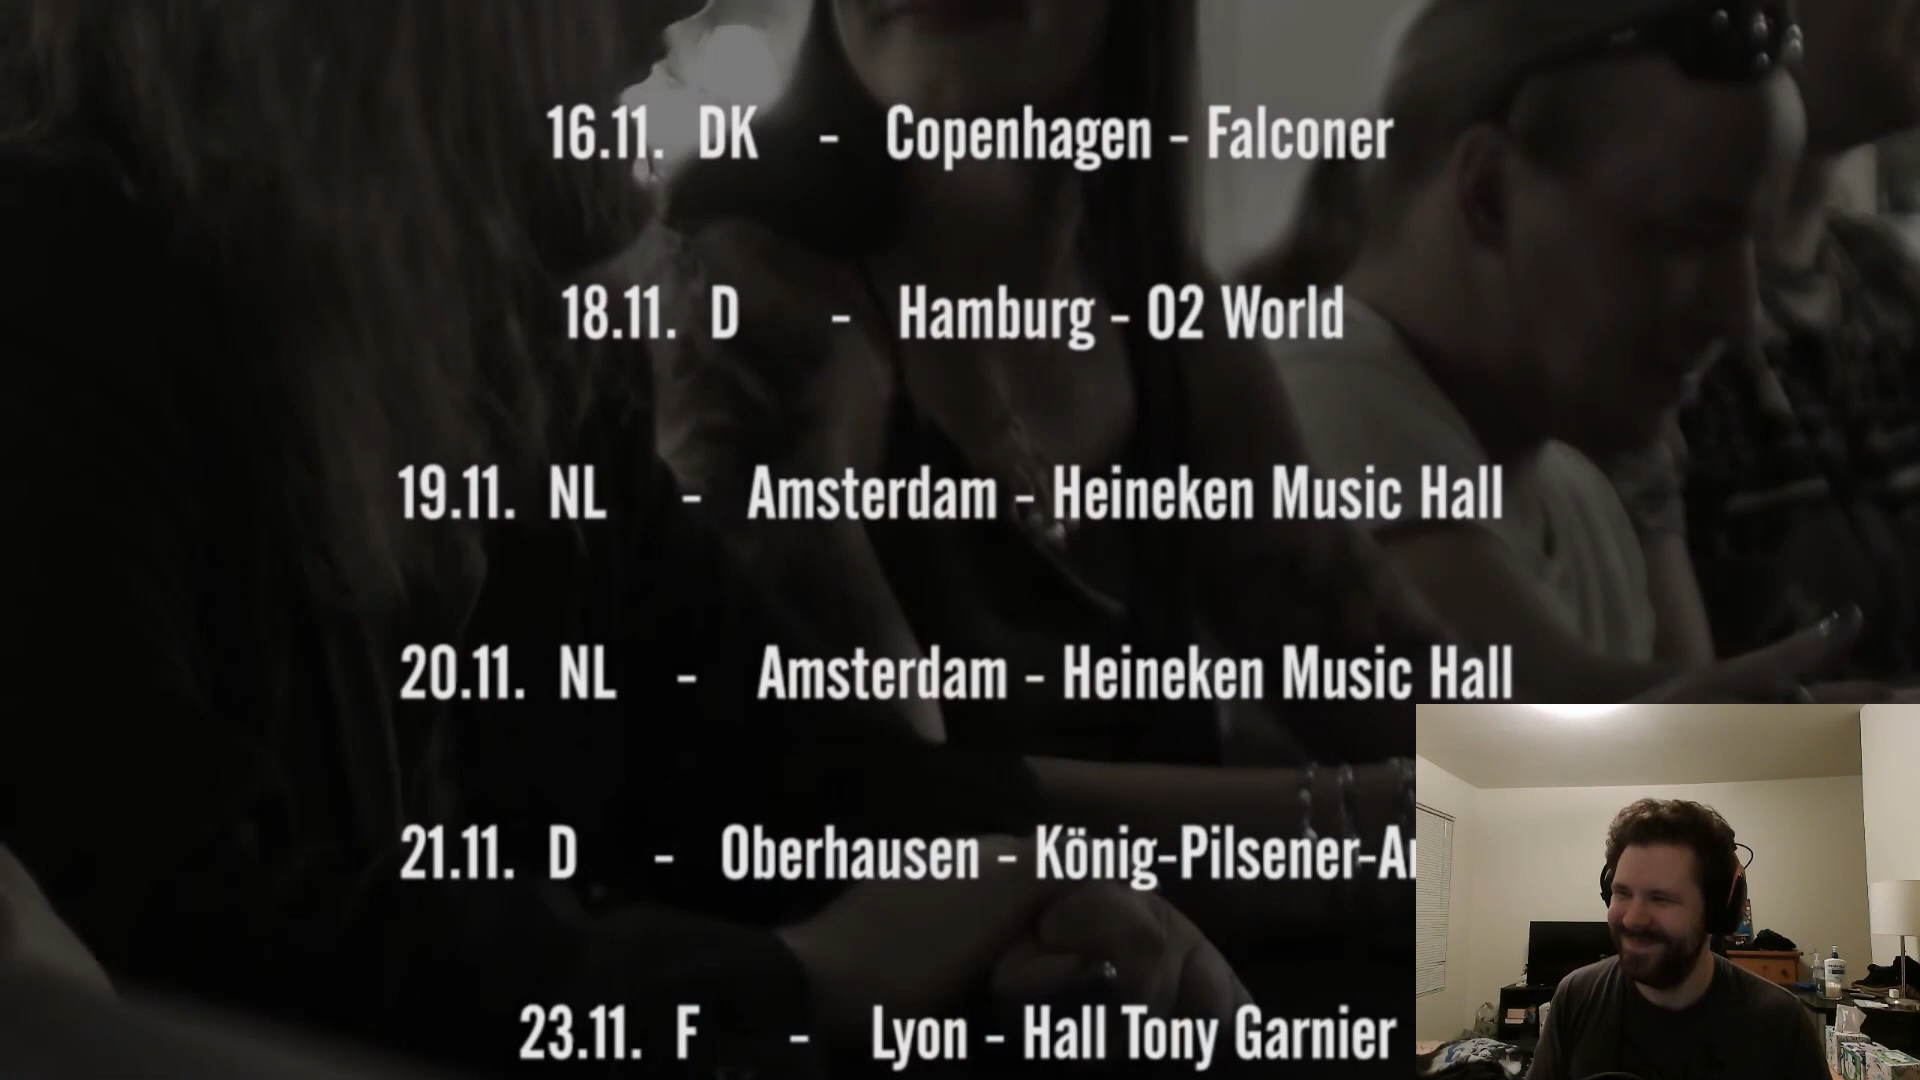 16.11. DK - Copenhagen - Falconer
18.11. D - Hamburg - O2 World
19.11. NL - Amsterdam - Heineken Music Hall
20.11. NL - Amsterdam - Heineken Music Hall
21.11. D - Oberhausen - König-Pilsener-
23.11. F - Lyon - Hall Tony Garnier